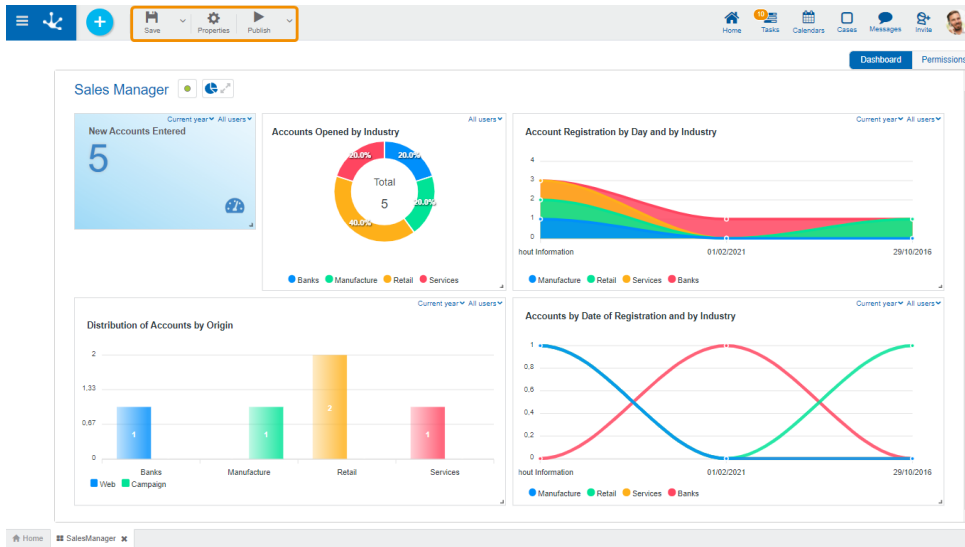 Save
Properties
Publish
Home
10
Tasks
Calendars
Cases
Messages
Invite
Dashboard
Permissions
Sales Manager
Current year All users
New Accounts Entered
5
All users
Accounts Opened by Industry
20.0%
20.0%
20.0%
40.0%
Total
5
Banks Manufacture Retail Services
Current year All users
Account Registration by Day and by Industry
4
3
2
1
0
hout Information 01/02/2021 29/10/2016
Manufacture Retail Services Banks
Current year All users
Distribution of Accounts by Origin
2
1.33
0.67
0
1
1
2
1
Banks Manufacture Retail Services
Web Campaign
Current year All users
Accounts by Date of Registration and by Industry
1
0.8
0.6
0.4
0.2
0
hout Information 01/02/2021 29/10/2016
Manufacture Retail Services Banks
Home
SalesManager